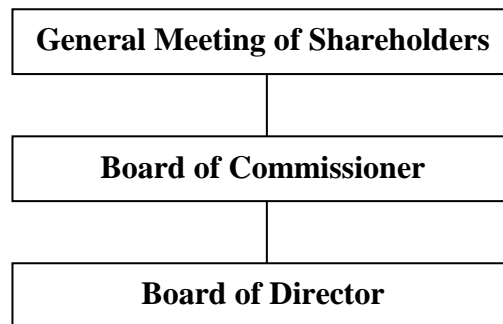 General Meeting of Shareholders
Board of Commissioner
Board of Director